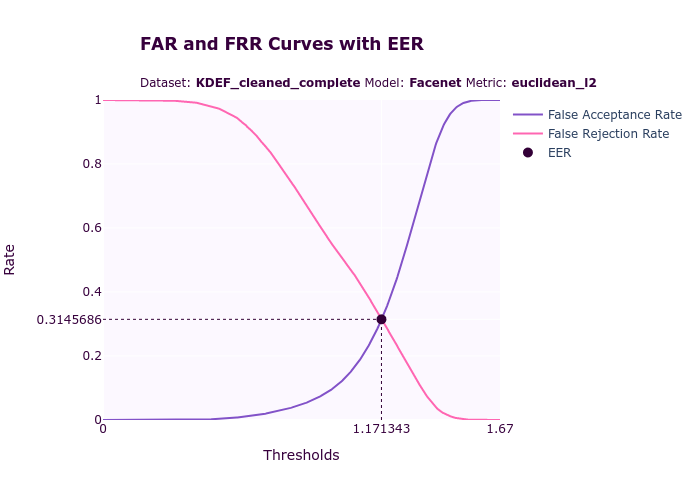 FAR and FRR Curves with EER
Dataset: KDEF_cleaned_complete Model: Facenet Metric: euclidean_l2
1
0.8
0.6
0.4
0.3145686
0.2
0
Rate
0
1.171343
1.67
Thresholds
False Acceptance Rate
False Rejection Rate
EER